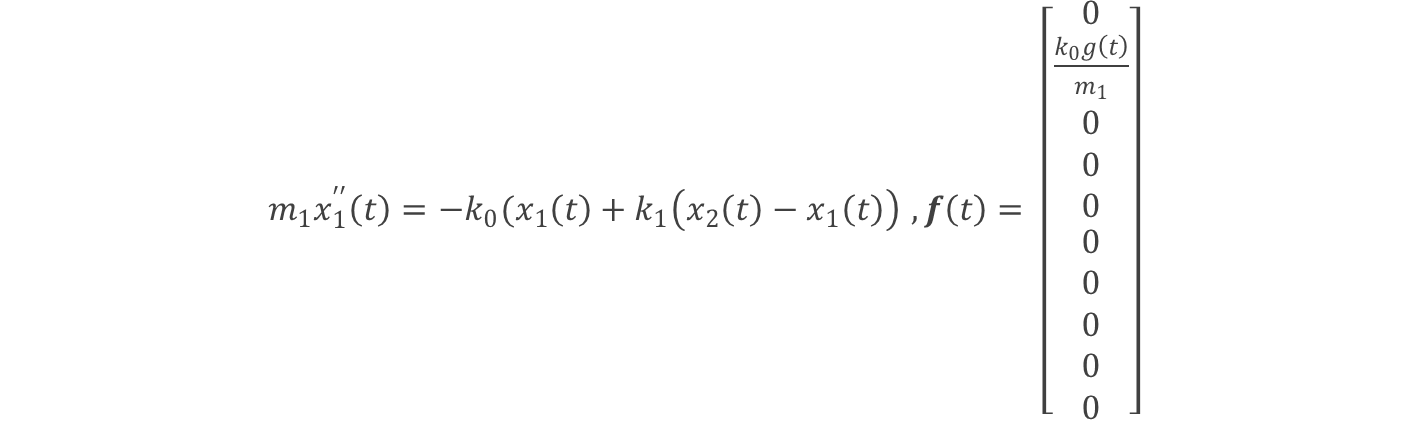 0
k₀g(t)
m₁
0
0
m₁x₁′′(t) = −k₀(x₁(t) + k₁(x₂(t) − x₁(t)) , f(t) = 0
0
0
0
0
0